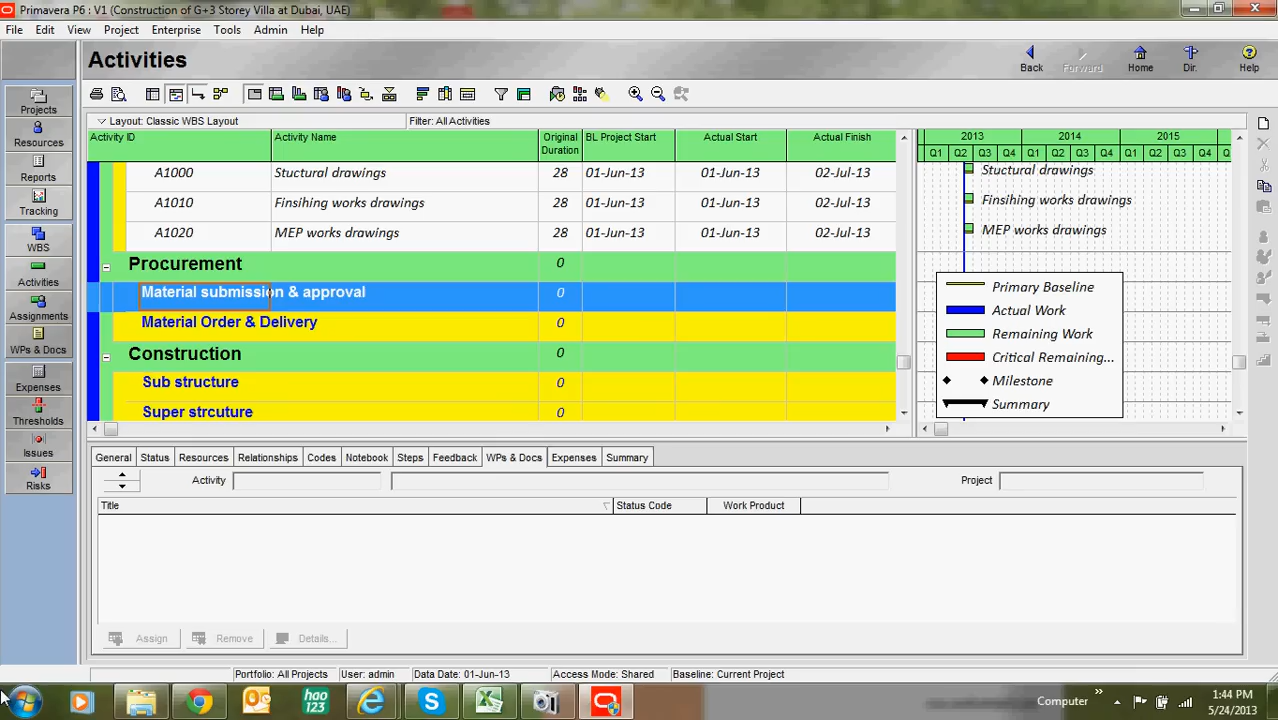 Primavera P6 : V1 (Construction of G+3 Storey Villa at Dubai, UAE)
File Edit View Project Enterprise Tools Admin Help
Activities
Back Forward Home Dir. Help
Layout: Classic WBS Layout Filter: All Activities
Activity ID Activity Name Original Duration BL Project Start Actual Start Actual Finish 2013 2014 2015
Q1 Q2 Q3 Q4 Q1 Q2 Q3 Q4 Q1 Q2 Q3 Q4 Q
A1000 Stuctural drawings 28 01-Jun-13 01-Jun-13 02-Jul-13 Stuctural drawings
A1010 Finsihing works drawings 28 01-Jun-13 01-Jun-13 02-Jul-13 Finsihing works drawings
A1020 MEP works drawings 28 01-Jun-13 01-Jun-13 02-Jul-13 MEP works drawings
Procurement 0
Material submission & approval 0
Material Order & Delivery 0
Construction 0
Sub structure 0
Super strcuture 0
Primary Baseline
Actual Work
Remaining Work
Critical Remaining...
Milestone
Summary
Projects
Resources
Reports
Tracking
WBS
Activities
Assignments
WPs & Docs
Expenses
Thresholds
Issues
Risks
General Status Resources Relationships Codes Notebook Steps Feedback WPs & Docs Expenses Summary
Activity Project
Title Status Code Work Product
Assign Remove Details...
Portfolio: All Projects User: admin Data Date: 01-Jun-13 Access Mode: Shared Baseline: Current Project
hao
123
Computer »
1:44 PM
5/24/2013